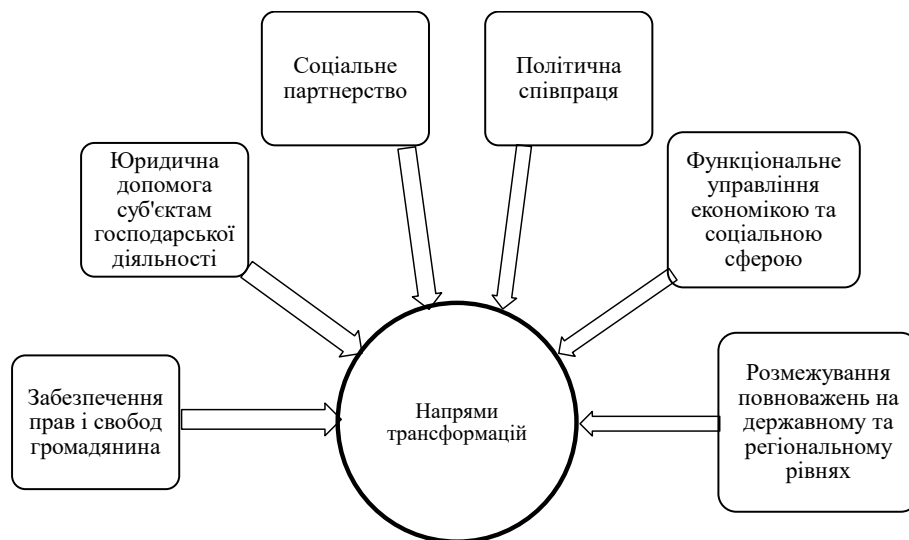 Соціальне
партнерство
Політична
співпраця
Юридична
допомога
суб'єктам
господарської
діяльності
Функціональне
управління
економікою та
соціальною
сферою
Забезпечення
прав і свобод
громадянина
Напрями
трансформацій
Розмежування
повноважень на
державному та
регіональному
рівнях